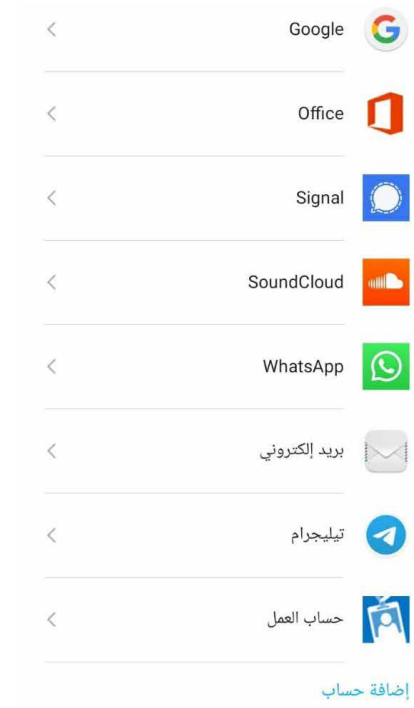 Google
Office
Signal
SoundCloud
WhatsApp
بريد إلكتروني
تيليجرام
حساب العمل
إضافة حساب